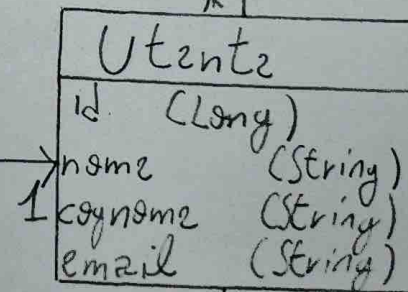 Utente
id (Long)
nome (String)
1 cognome (String)
email (String)